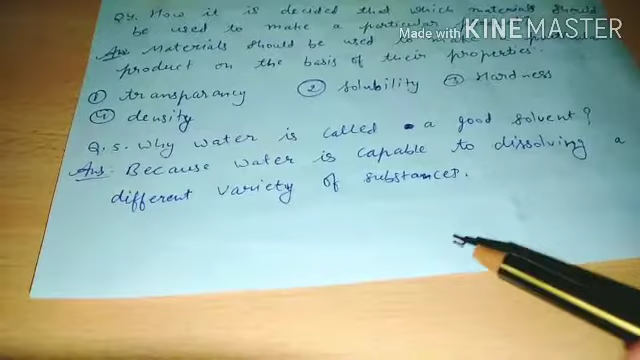 Made with KINEMASTER
Q4. How it is decided that which materials should
be used to make a particular
Ans Materials should be used to make
product on the basis of their properties.
① transparancy ② solubility ③ Hardness
④ density
Q.5. Why water is called a good solvent?
Ans: Because water is capable to dissolving a
different variety of substances.